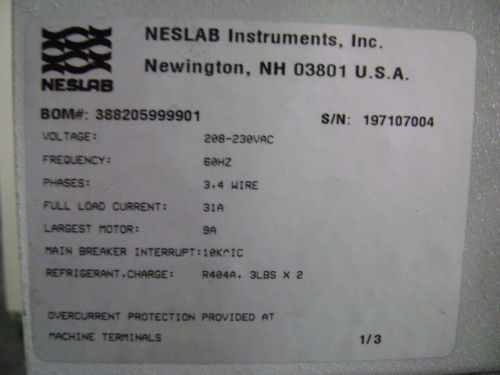 NESLAB Instruments, Inc.
Newington, NH 03801 U.S.A.
NESLAB
BOM#: 388205999901 S/N: 197107004
VOLTAGE: 208-230VAC
FREQUENCY: 60HZ
PHASES: 3,4 WIRE
FULL LOAD CURRENT: 31A
LARGEST MOTOR: 9A
MAIN BREAKER INTERRUPT:10K^IC
REFRIGERANT,CHARGE: R404A, 3LBS X 2
OVERCURRENT PROTECTION PROVIDED AT
MACHINE TERMINALS 1/3